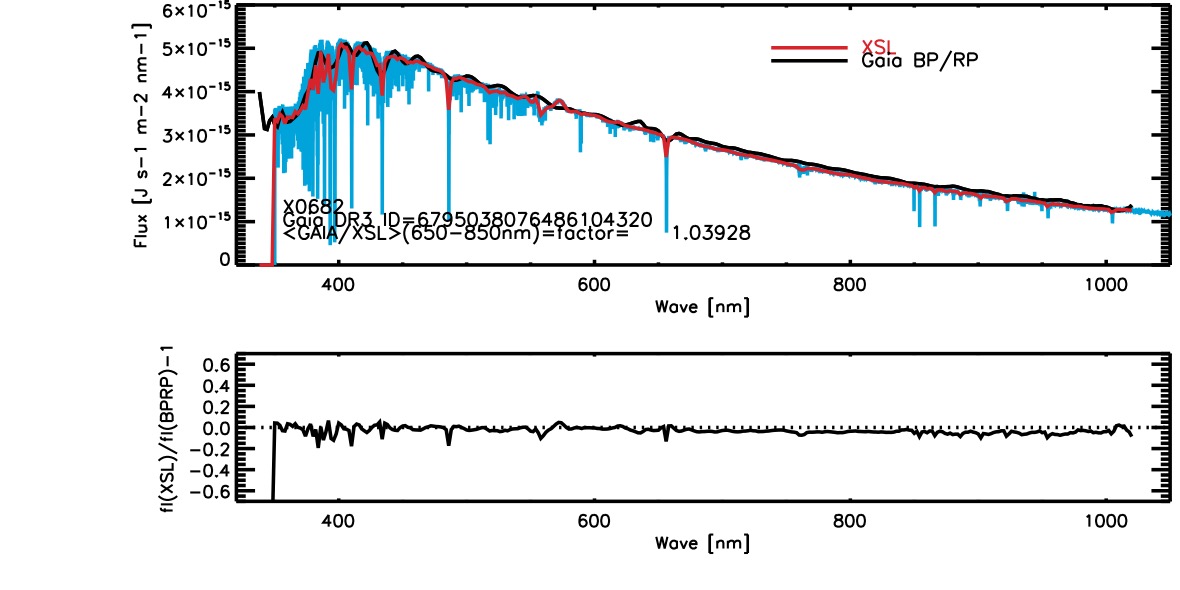 6×10⁻¹⁵
5×10⁻¹⁵
4×10⁻¹⁵
3×10⁻¹⁵
2×10⁻¹⁵
1×10⁻¹⁵
0
Flux [J s−1 m−2 nm−1]
XSL
Gaia BP/RP
X0682
Gaia DR3 ID=6795038076486104320
<GAIA/XSL>(650−850nm)=factor= 1.03928
400 600 800 1000
Wave [nm]
0.6
0.4
0.2
0.0
−0.2
−0.4
−0.6
fl(XSL)/fl(BPRP)−1
400 600 800 1000
Wave [nm]